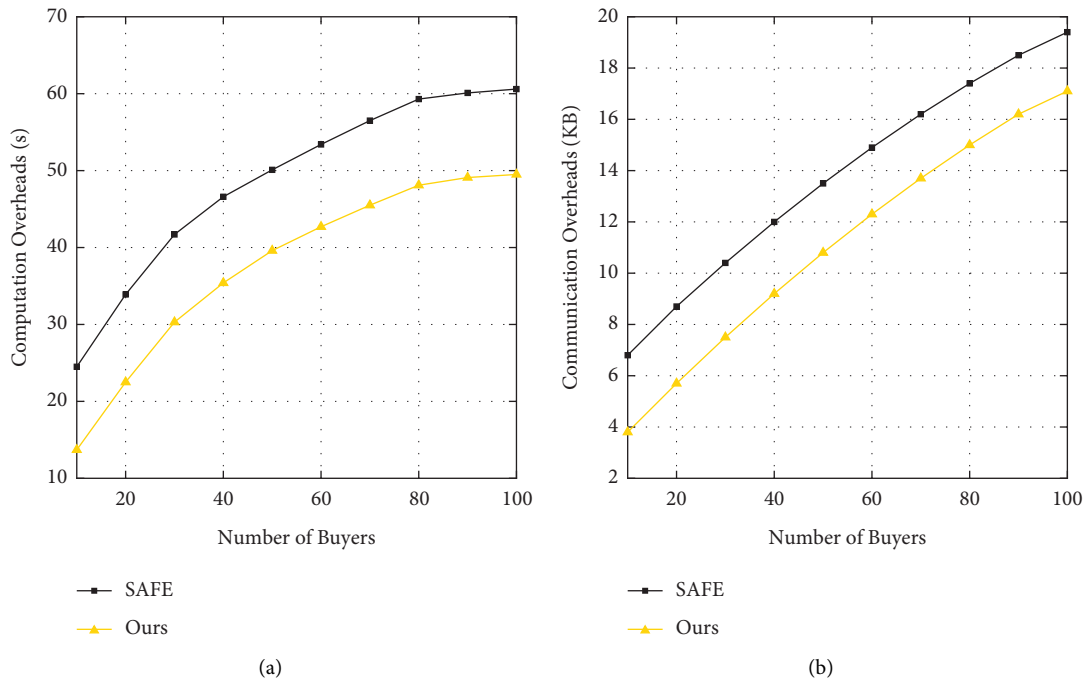 Computation Overheads (s)
70
60
50
40
30
20
10
20
40
60
80
100
Number of Buyers
SAFE
Ours
(a)
Communication Overheads (KB)
20
18
16
14
12
10
8
6
4
2
20
40
60
80
100
Number of Buyers
SAFE
Ours
(b)